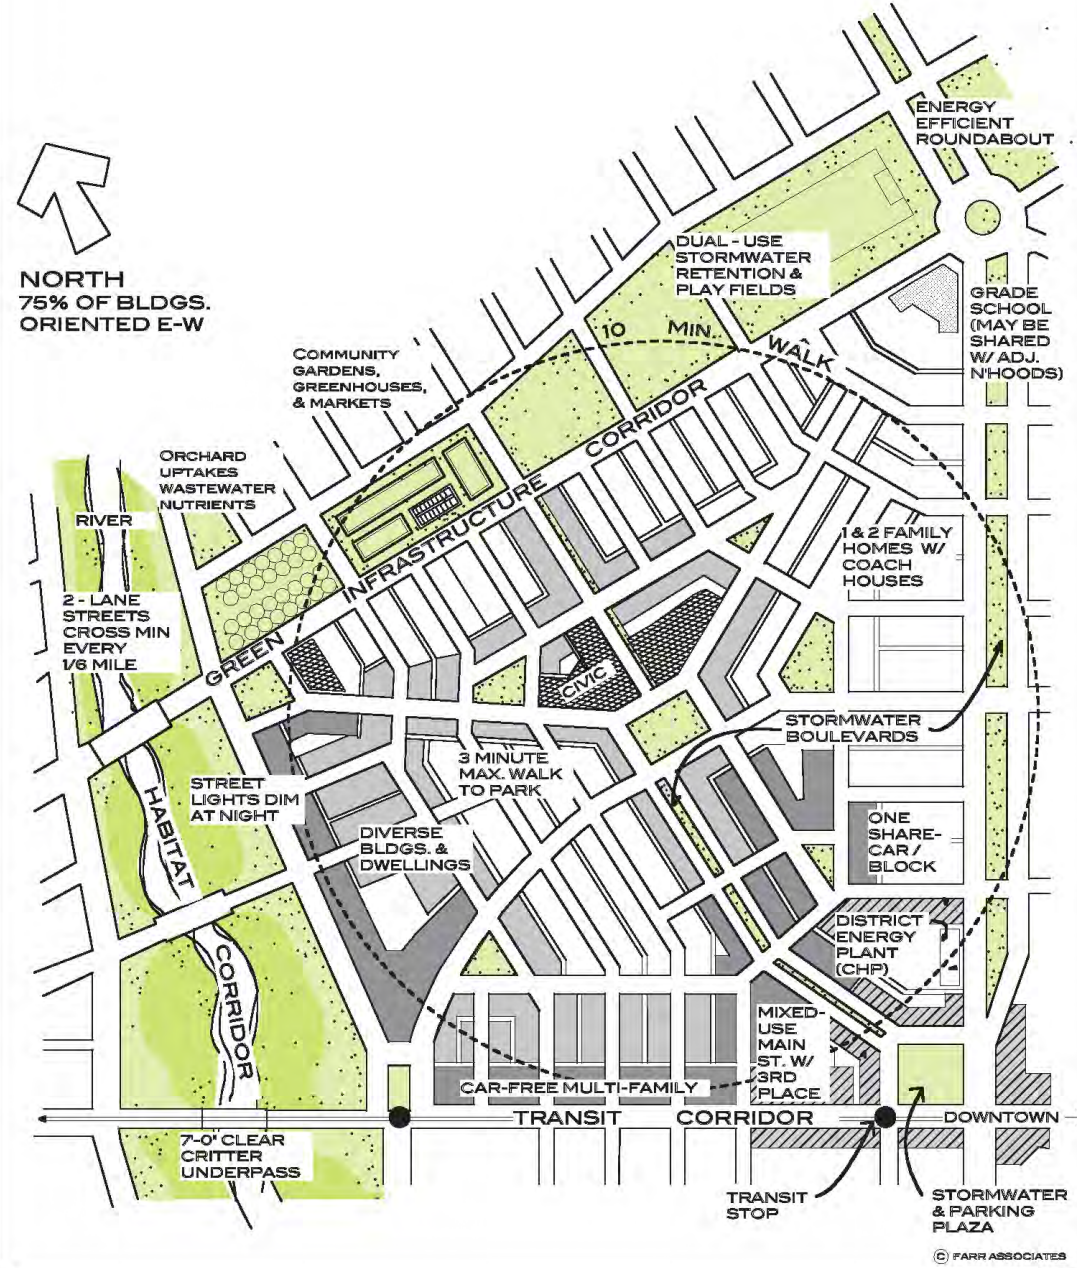 ENERGY
EFFICIENT
ROUNDABOUT
NORTH
75% OF BLDGS.
ORIENTED E-W
DUAL - USE
STORMWATER
RETENTION &
PLAY FIELDS
GRADE
SCHOOL
(MAY BE
SHARED
W/ ADJ.
N'HOODS)
10 MIN. WALK
COMMUNITY
GARDENS,
GREENHOUSES,
& MARKETS
ORCHARD
UPTAKES
WASTEWATER
NUTRIENTS
RIVER
GREEN INFRASTRUCTURE CORRIDOR
1 & 2 FAMILY
HOMES W/
COACH
HOUSES
2 - LANE
STREETS
CROSS MIN
EVERY
1/6 MILE
CIVIC
STORMWATER
BOULEVARDS
3 MINUTE
MAX. WALK
TO PARK
STREET
LIGHTS DIM
AT NIGHT
HABITAT
CORRIDOR
DIVERSE
BLDGS. &
DWELLINGS
ONE
SHARE-
CAR /
BLOCK
DISTRICT
ENERGY
PLANT
(CHP)
MIXED-
USE
MAIN
ST. W/
3RD
PLACE
CAR-FREE MULTI-FAMILY
TRANSIT CORRIDOR
DOWNTOWN
7-0" CLEAR
CRITTER
UNDERPASS
TRANSIT
STOP
STORMWATER
& PARKING
PLAZA
© FARR ASSOCIATES